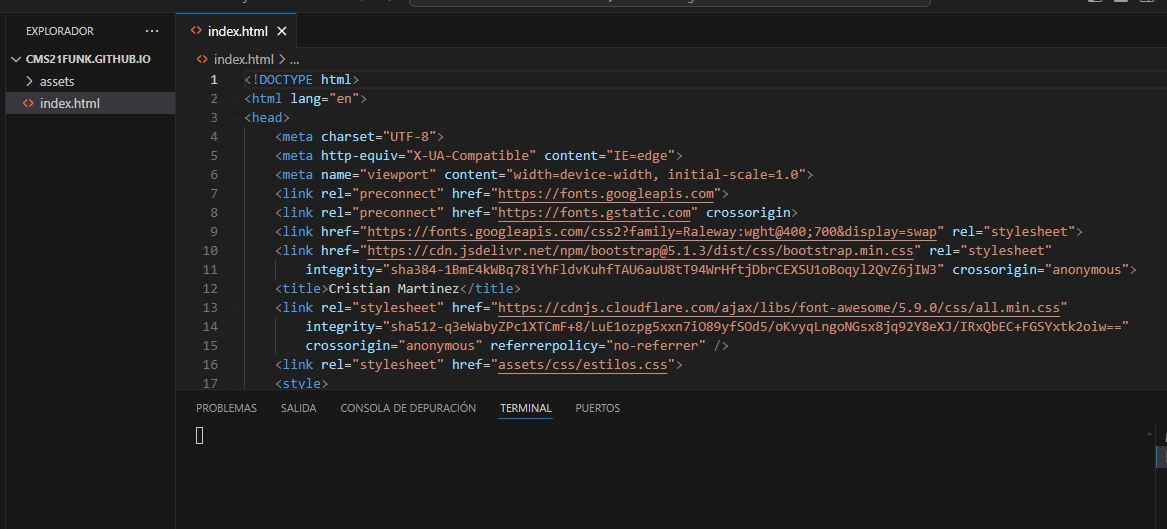 EXPLORADOR ...
CMS21FUNK.GITHUB.IO
assets
index.html
index.html
index.html > ...
1 <!DOCTYPE html>
2 <html lang="en">
3 <head>
4 <meta charset="UTF-8">
5 <meta http-equiv="X-UA-Compatible" content="IE=edge">
6 <meta name="viewport" content="width=device-width, initial-scale=1.0">
7 <link rel="preconnect" href="https://fonts.googleapis.com">
8 <link rel="preconnect" href="https://fonts.gstatic.com" crossorigin>
9 <link href="https://fonts.googleapis.com/css2?family=Raleway:wght@400;700&display=swap" rel="stylesheet">
10 <link href="https://cdn.jsdelivr.net/npm/bootstrap@5.1.3/dist/css/bootstrap.min.css" rel="stylesheet"
11 integrity="sha384-1BmE4kWBq78iYhFldvKuhfTAU6auU8tT94WrHftjDbrCEXSU1oBoqyl2QvZ6jIW3" crossorigin="anonymous">
12 <title>Cristian Martinez</title>
13 <link rel="stylesheet" href="https://cdnjs.cloudflare.com/ajax/libs/font-awesome/5.9.0/css/all.min.css"
14 integrity="sha512-q3eWabyZPc1XTCmF+8/LuE1ozpg5xxn7iO89yfSOd5/oKvyqLngoNGsx8jq92Y8eXJ/IRxQbEC+FGSYxtk2oiw=="
15 crossorigin="anonymous" referrerpolicy="no-referrer" />
16 <link rel="stylesheet" href="assets/css/estilos.css">
17 <style>
PROBLEMAS SALIDA CONSOLA DE DEPURACIÓN TERMINAL PUERTOS